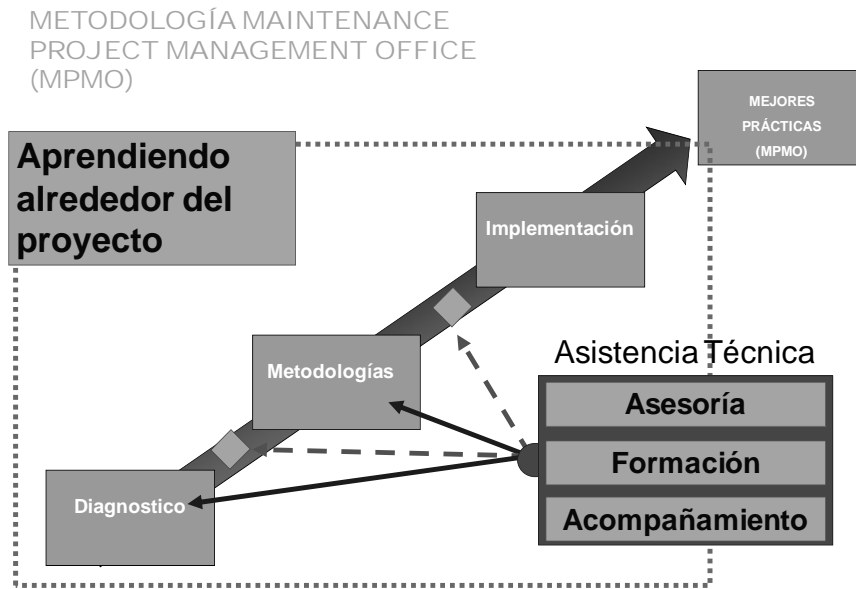 METODOLOGÍA MAINTENANCE
PROJECT MANAGEMENT OFFICE
(MPMO)
MEJORES
PRÁCTICAS
(MPMO)
Aprendiendo
alrededor del
proyecto
Implementación
Metodologías
Diagnostico
Asistencia Técnica
Asesoría
Formación
Acompañamiento